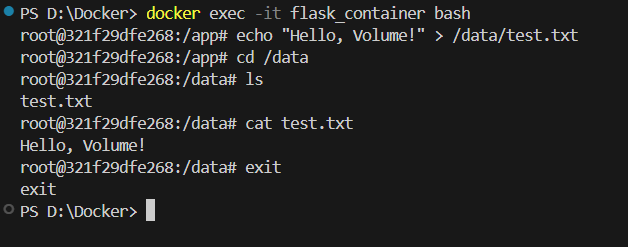 PS D:\Docker> docker exec -it flask_container bash
root@321f29dfe268:/app# echo "Hello, Volume!" > /data/test.txt
root@321f29dfe268:/app# cd /data
root@321f29dfe268:/data# ls
test.txt
root@321f29dfe268:/data# cat test.txt
Hello, Volume!
root@321f29dfe268:/data# exit
exit
PS D:\Docker>